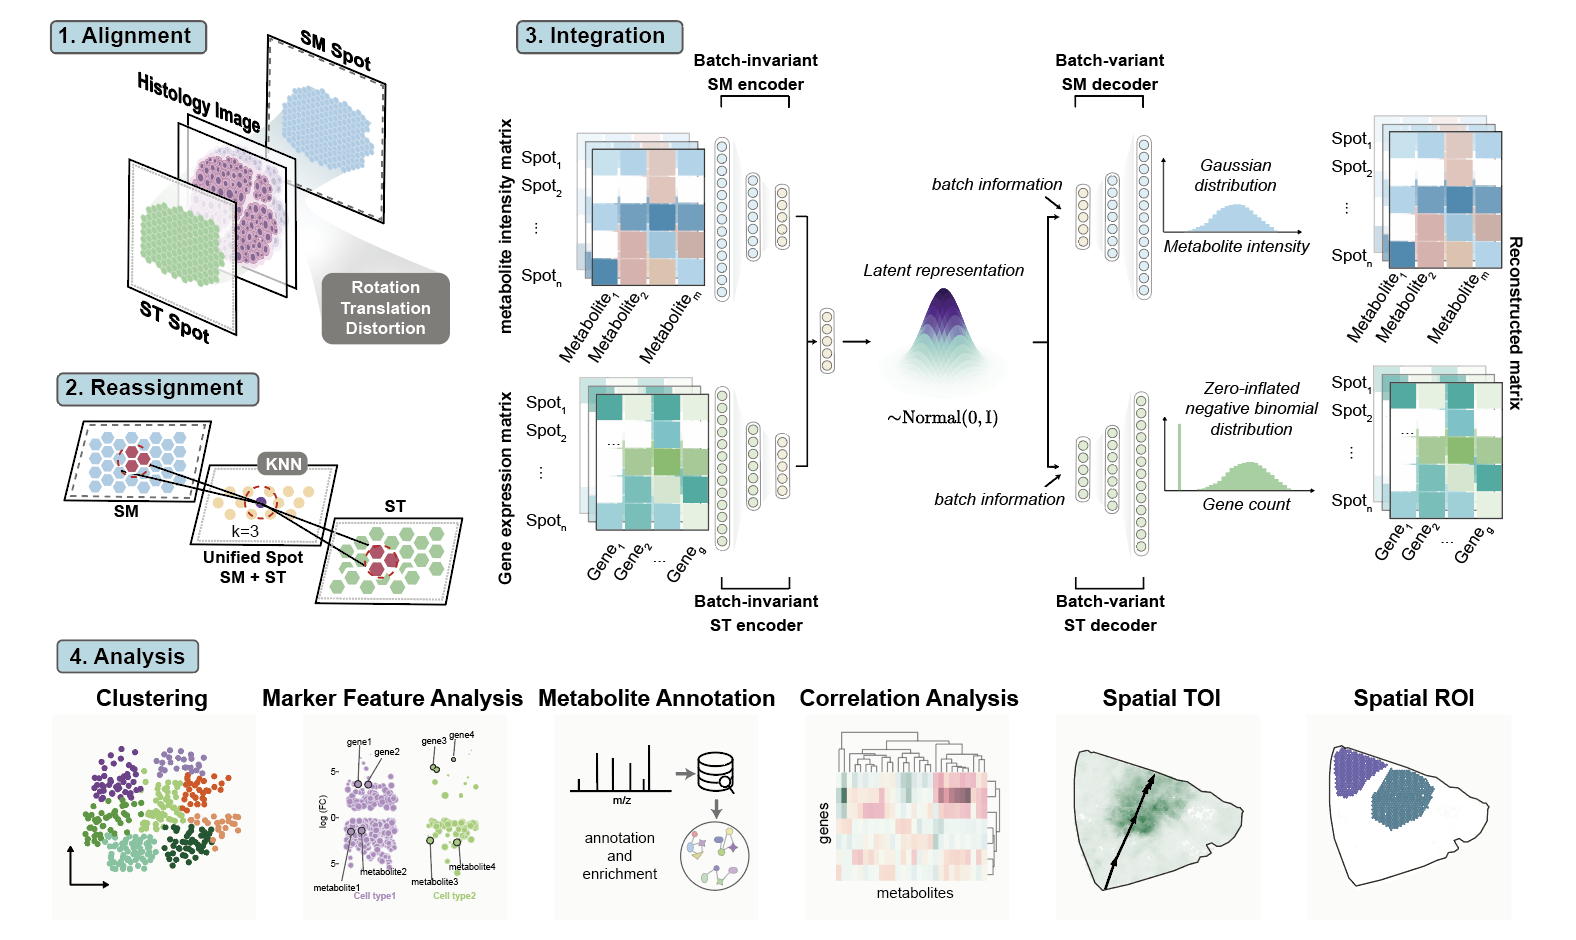 1. Alignment
SM Spot
Histology Image
ST Spot
Rotation
Translation
Distortion
2. Reassignment
KNN
SM
k=3
Unified Spot
SM + ST
ST
3. Integration
Batch-invariant
SM encoder
Batch-variant
SM decoder
metabolite intensity matrix
Spot1
Spot2
...
Spotn
Metabolite1
Metabolite2
Metabolitem
batch information
Gaussian
distribution
Metabolite intensity
Latent representation
~Normal(0, I)
Spot1
Spot2
...
Spotn
Metabolite1
Metabolite2
Metabolitem
Reconstructed matrix
Gene expression matrix
Spot1
Spot2
...
...
Spotn
Gene1
Gene2
...
Geneg
Batch-invariant
ST encoder
batch information
Zero-inflated
negative binomial
distribution
Gene count
Batch-variant
ST decoder
Spot1
Spot2
...
...
Spotn
Gene1
Gene2
...
Geneg
4. Analysis
Clustering
Marker Feature Analysis
gene1
gene2
gene3
gene4
5-
0-
5-
log (FC)
metabolite1
metabolite2
metabolite3
metabolite4
Cell type1
Cell type2
Metabolite Annotation
m/z
annotation
and
enrichment
Correlation Analysis
genes
metabolites
Spatial TOI
Spatial ROI